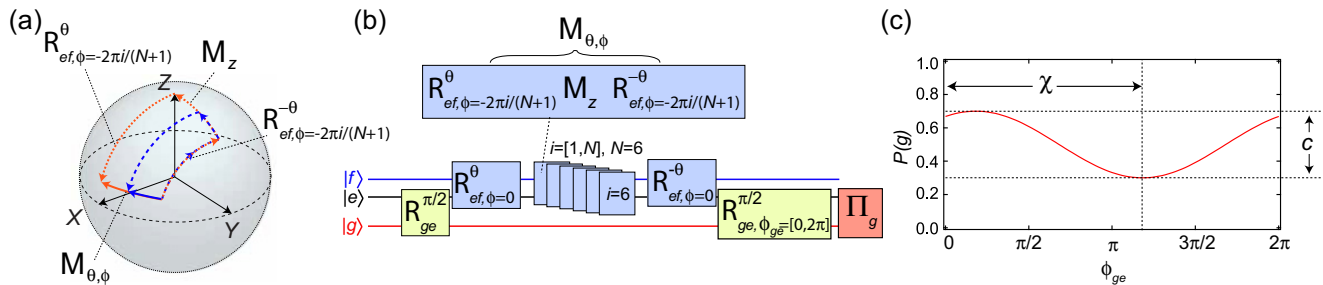 (a)
R^θ_{ef,ϕ=-2πi/(N+1)}
M_z
Z
R^{-θ}_{ef,ϕ=-2πi/(N+1)}
X
Y
M_{θ,ϕ}
(b)
M_{θ,ϕ}
R^θ_{ef,ϕ=-2πi/(N+1)} M_z R^{-θ}_{ef,ϕ=-2πi/(N+1)}
i=[1,N], N=6
|f⟩
|e⟩
|g⟩
R^{π/2}_{ge}
R^θ_{ef,ϕ=0}
i=6
R^{-θ}_{ef,ϕ=0}
R^{π/2}_{ge,ϕ_{ge}=[0,2π]}
Π_g
(c)
P(g)
1.0
0.8
0.6
0.4
0.2
0.0
χ
c
0 π/2 π 3π/2 2π
ϕ_{ge}